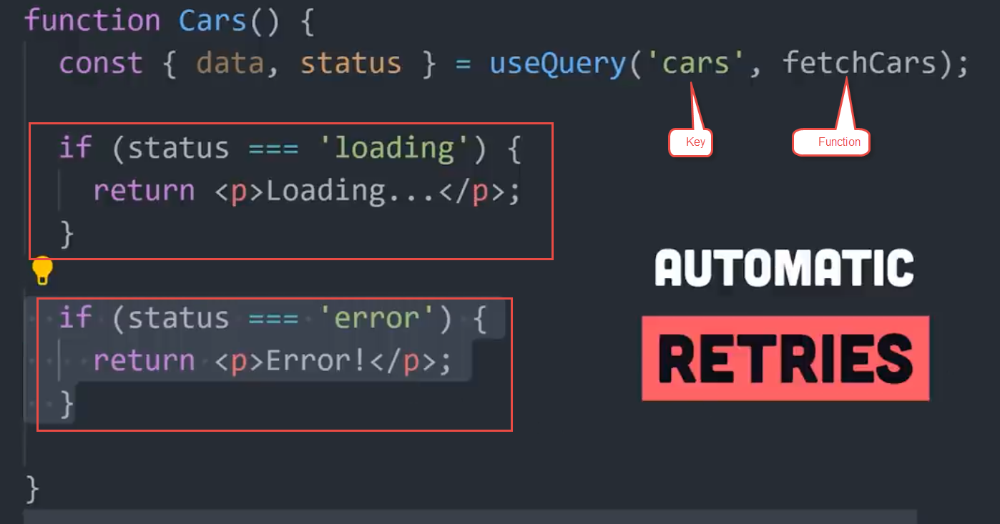 function Cars() {
const { data, status } = useQuery('cars', fetchCars);
Key
Function
if (status === 'loading') {
return <p>Loading...</p>;
}
AUTOMATIC
RETRIES
if (status === 'error') {
return <p>Error!</p>;
}
}